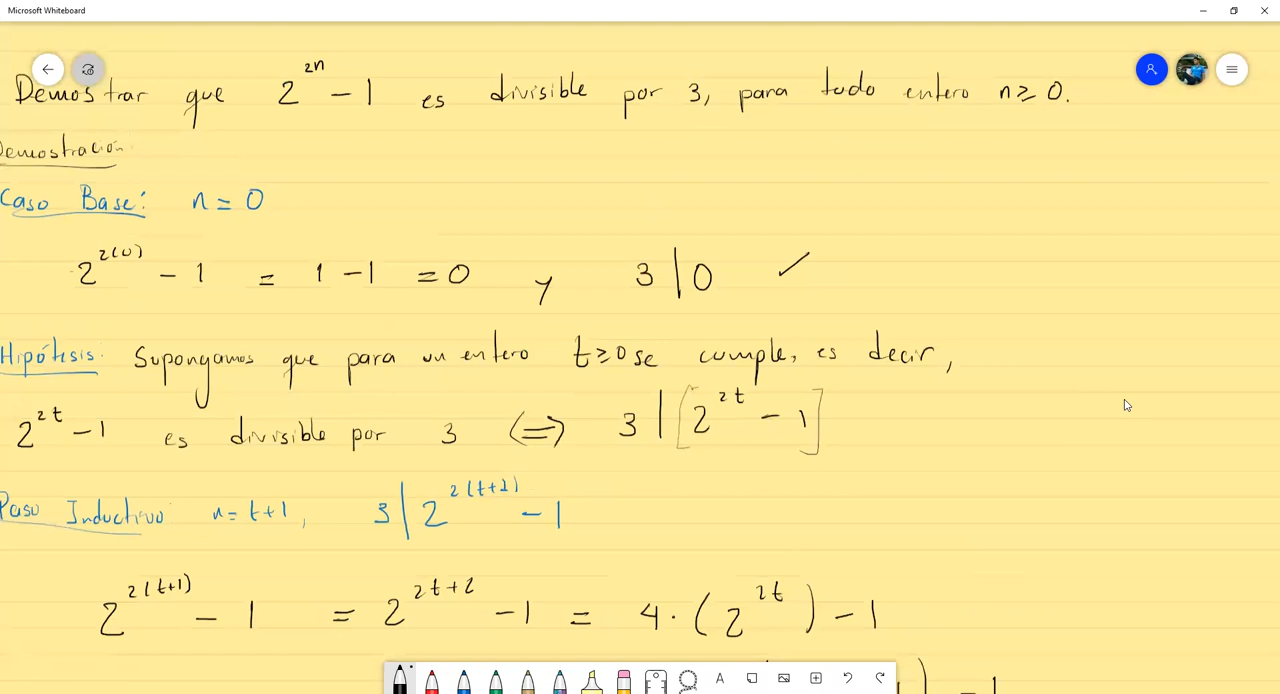 Microsoft Whiteboard
Demostrar que 2^{2n} - 1 es divisible por 3, para todo entero n ≥ 0.
Demostración
Caso Base: n = 0
2^{2(0)} - 1 = 1 - 1 = 0 y 3 | 0 ✓
Hipótesis: Supongamos que para un entero t ≥ 0 se cumple, es decir,
2^{2t} - 1 es divisible por 3 ⇔ 3 | [2^{2t} - 1]
Paso Inductivo n = t+1, 3 | 2^{2(t+1)} - 1
2^{2(t+1)} - 1 = 2^{2t+2} - 1 = 4 · (2^{2t}) - 1